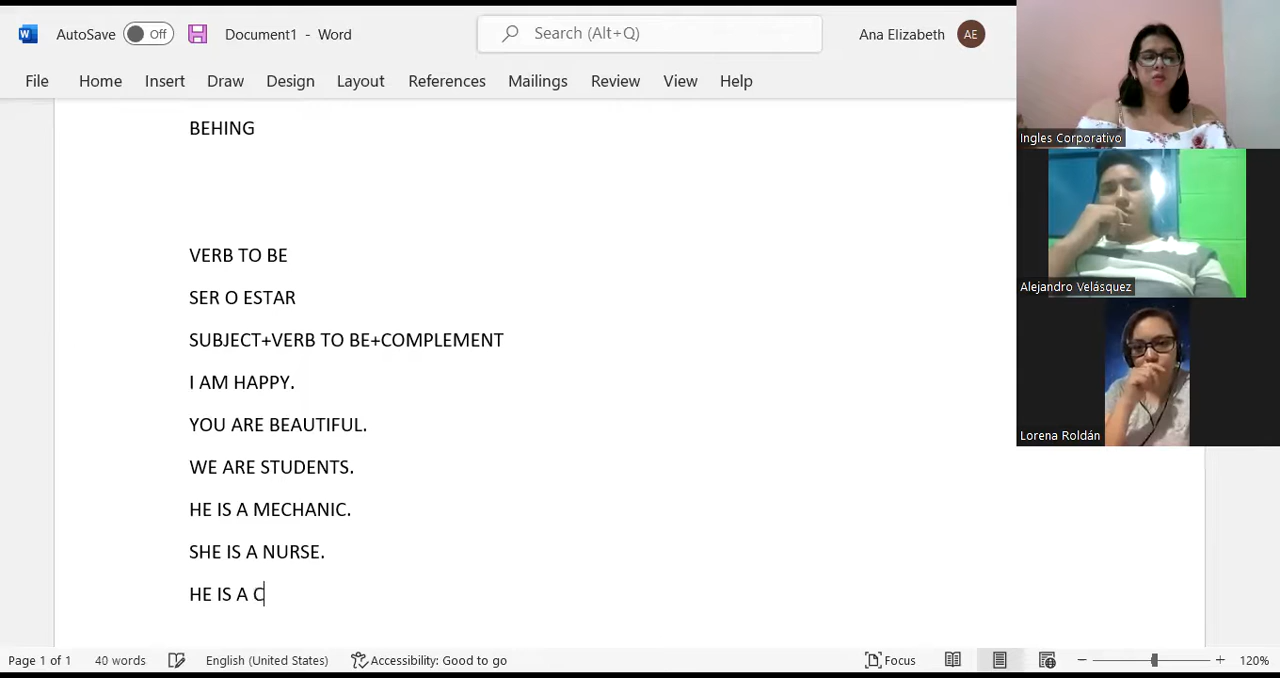 AutoSave Off Document1 - Word Search (Alt+Q) Ana Elizabeth AE
File Home Insert Draw Design Layout References Mailings Review View Help
BEHING
VERB TO BE
SER O ESTAR
SUBJECT+VERB TO BE+COMPLEMENT
I AM HAPPY.
YOU ARE BEAUTIFUL.
WE ARE STUDENTS.
HE IS A MECHANIC.
SHE IS A NURSE.
HE IS A C
Ingles Corporativo
Alejandro Velásquez
Lorena Roldán
Page 1 of 1 40 words English (United States) Accessibility: Good to go Focus 120%